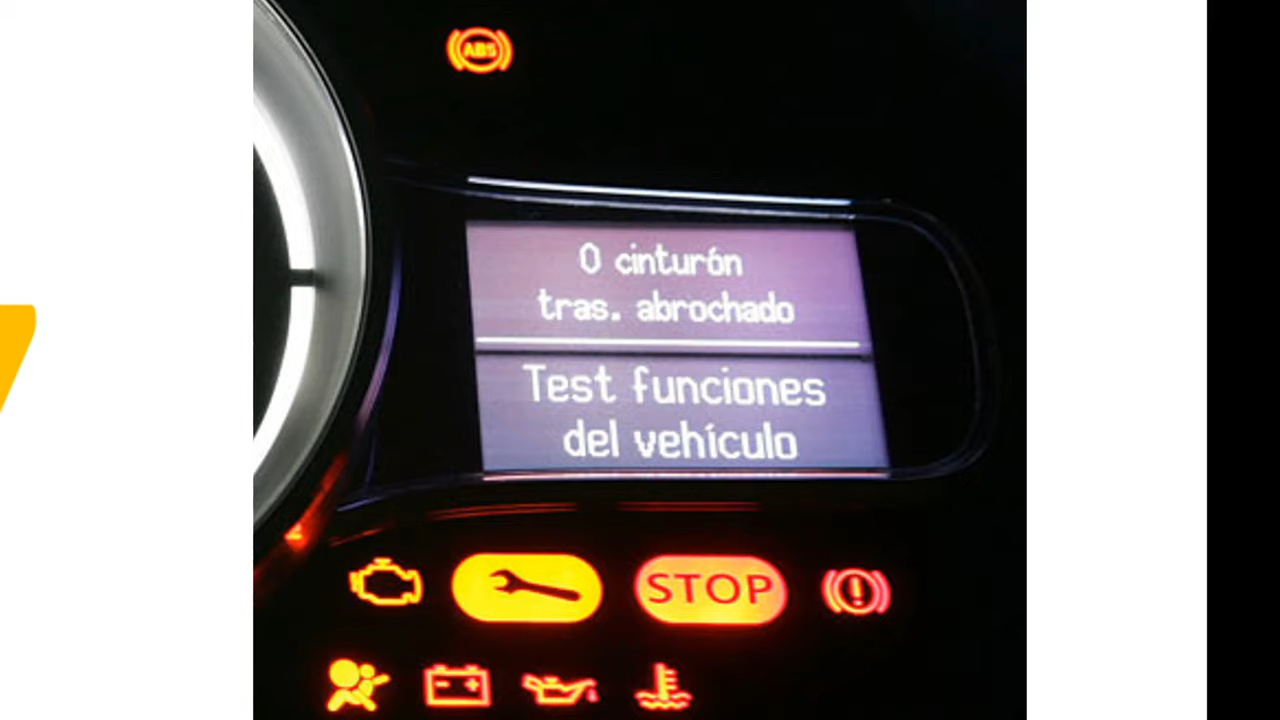 ABS
0 cinturón
tras. abrochado
Test funciones
del vehículo
STOP